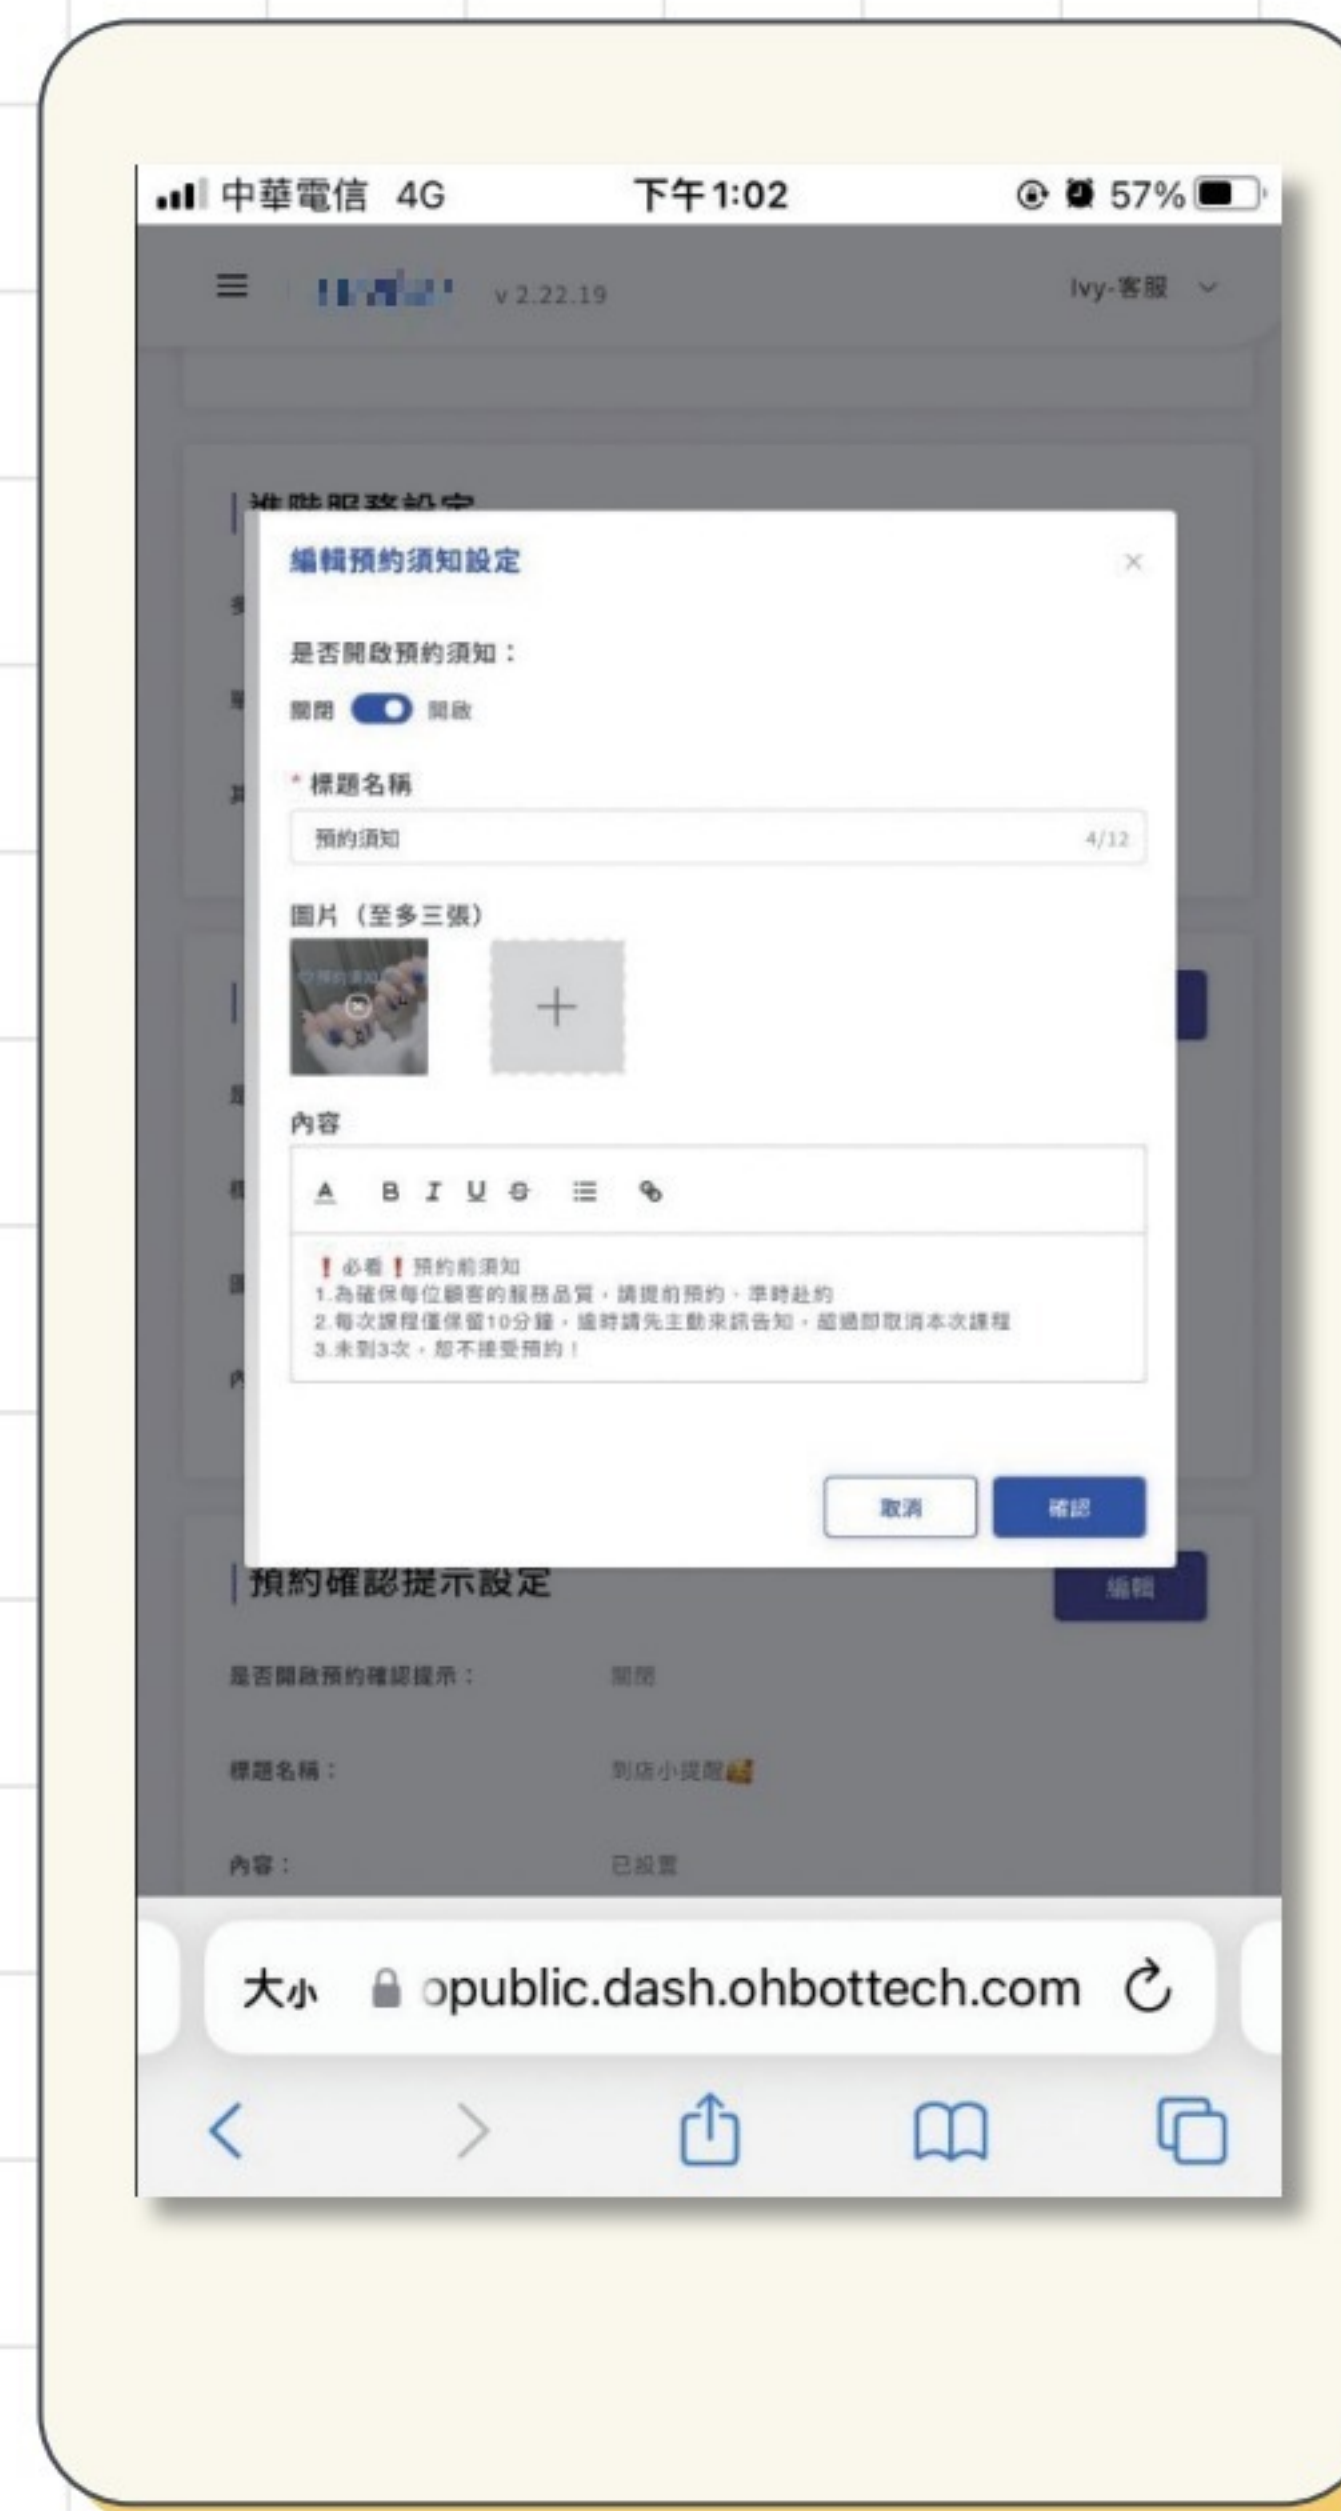 中華電信 4G 下午1:02 57%
v 2.22.19 Ivy-客服
進階服務設定
編輯預約須知設定
是否開啟預約須知：
關閉 開啟
* 標題名稱
預約須知 4/12
圖片（至多三張）
內容
A B I U S
❗必看❗預約前須知
1.為確保每位顧客的服務品質，請提前預約、準時赴約
2.每次課程僅保留10分鐘，逾時請先主動來訊告知，超過即取消本次課程
3.未到3次，恕不接受預約！
取消 確認
預約確認提示設定 編輯
是否開啟預約確認提示： 關閉
標題名稱： 到店小提醒🥰
內容： 已設置
大小 public.dash.ohbottech.com